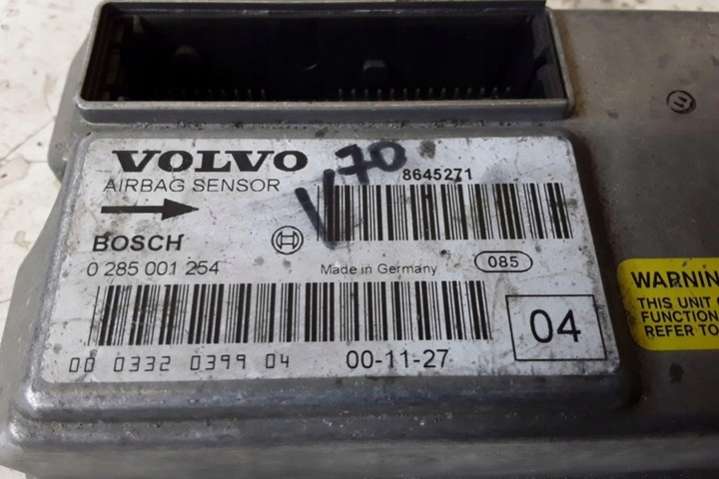 VOLVO
V70
8645271
AIRBAG SENSOR
BOSCH
0 285 001 254
Made in Germany
085
04
00 0332 0399 04
00-11-27
WARNIN
THIS UNIT
FUNCTION
REFER TO